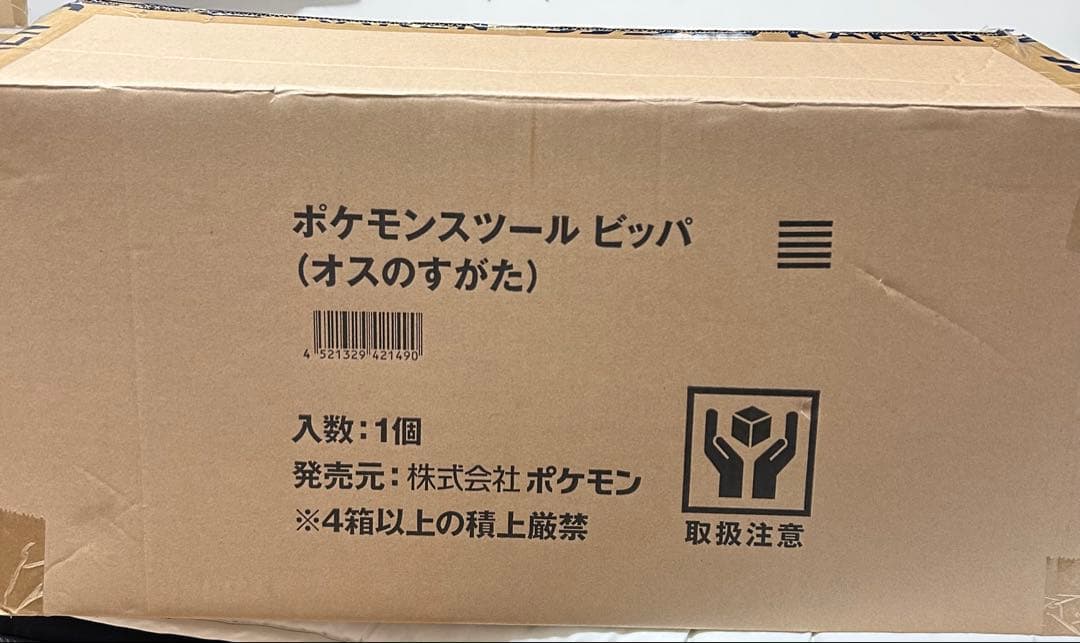 KAREN
ポケモンスツール ビッパ
（オスのすがた）
4 521329 421490
入数：1個
発売元：株式会社 ポケモン
※4箱以上の積上厳禁
取扱注意